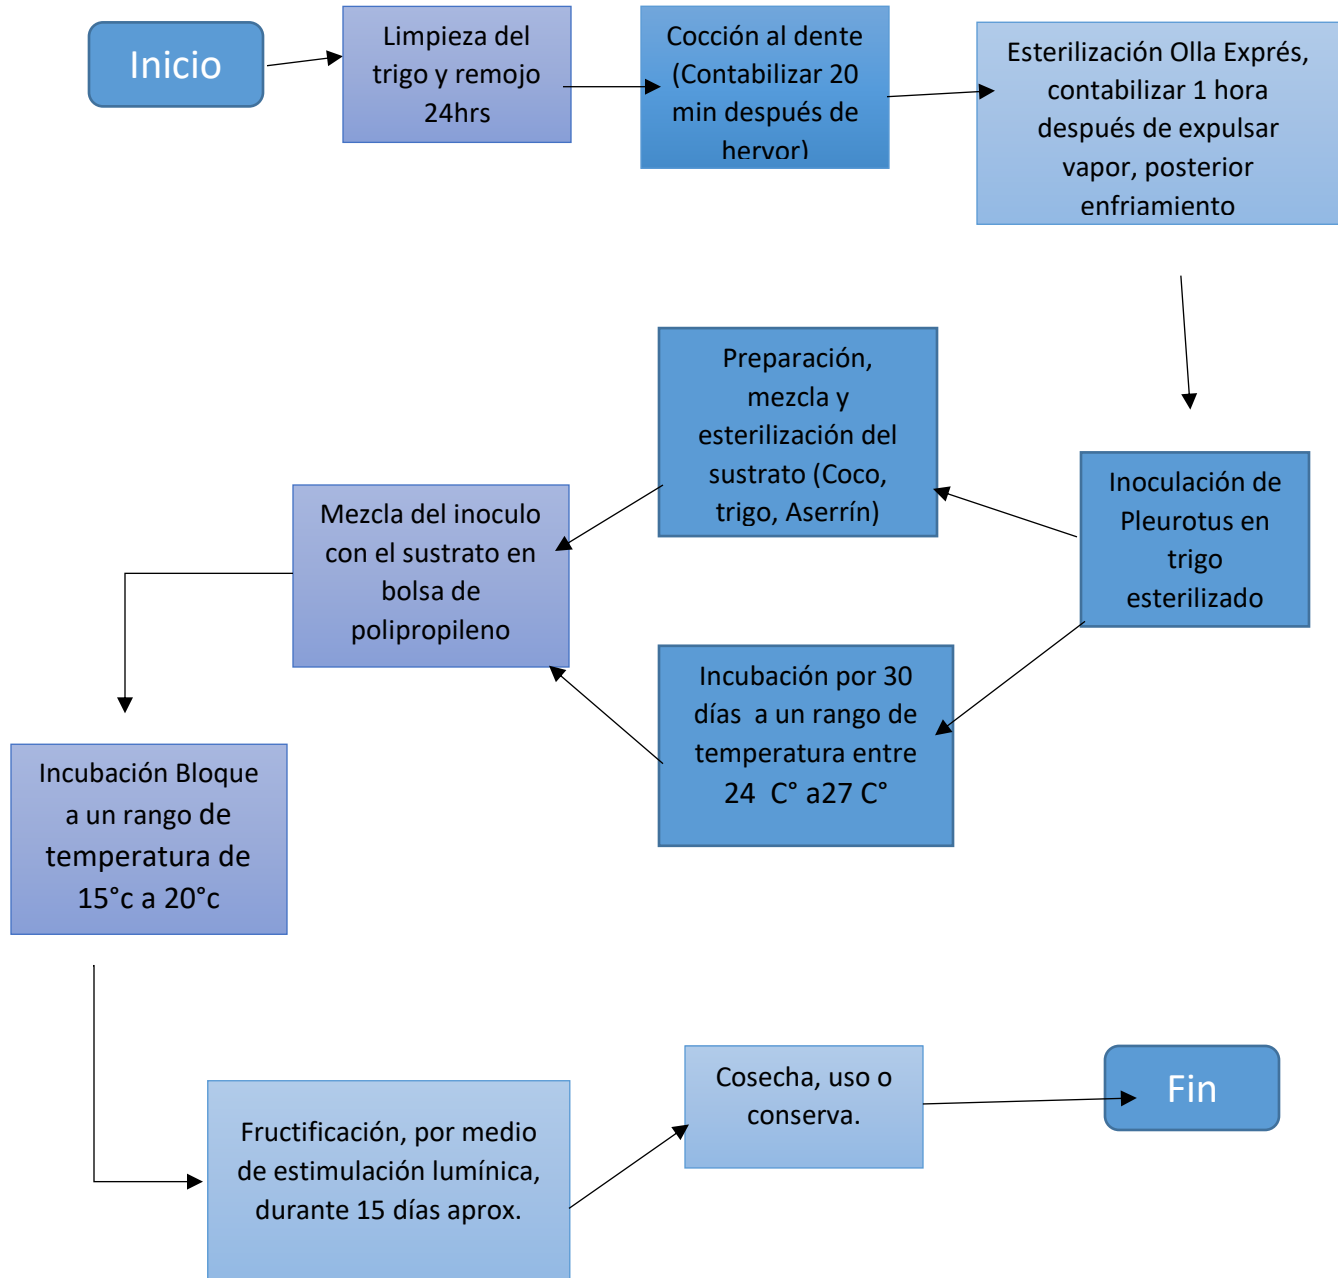 Inicio
Limpieza del
trigo y remojo
24hrs
Cocción al dente
(Contabilizar 20
min después de
hervor)
Esterilización Olla Exprés,
contabilizar 1 hora
después de expulsar
vapor, posterior
enfriamiento
Inoculación de
Pleurotus en
trigo
esterilizado
Preparación,
mezcla y
esterilización del
sustrato (Coco,
trigo, Aserrín)
Incubación por 30
días a un rango de
temperatura entre
24 C° a27 C°
Mezcla del inoculo
con el sustrato en
bolsa de
polipropileno
Incubación Bloque
a un rango de
temperatura de
15°c a 20°c
Fructificación, por medio
de estimulación lumínica,
durante 15 días aprox.
Cosecha, uso o
conserva.
Fin